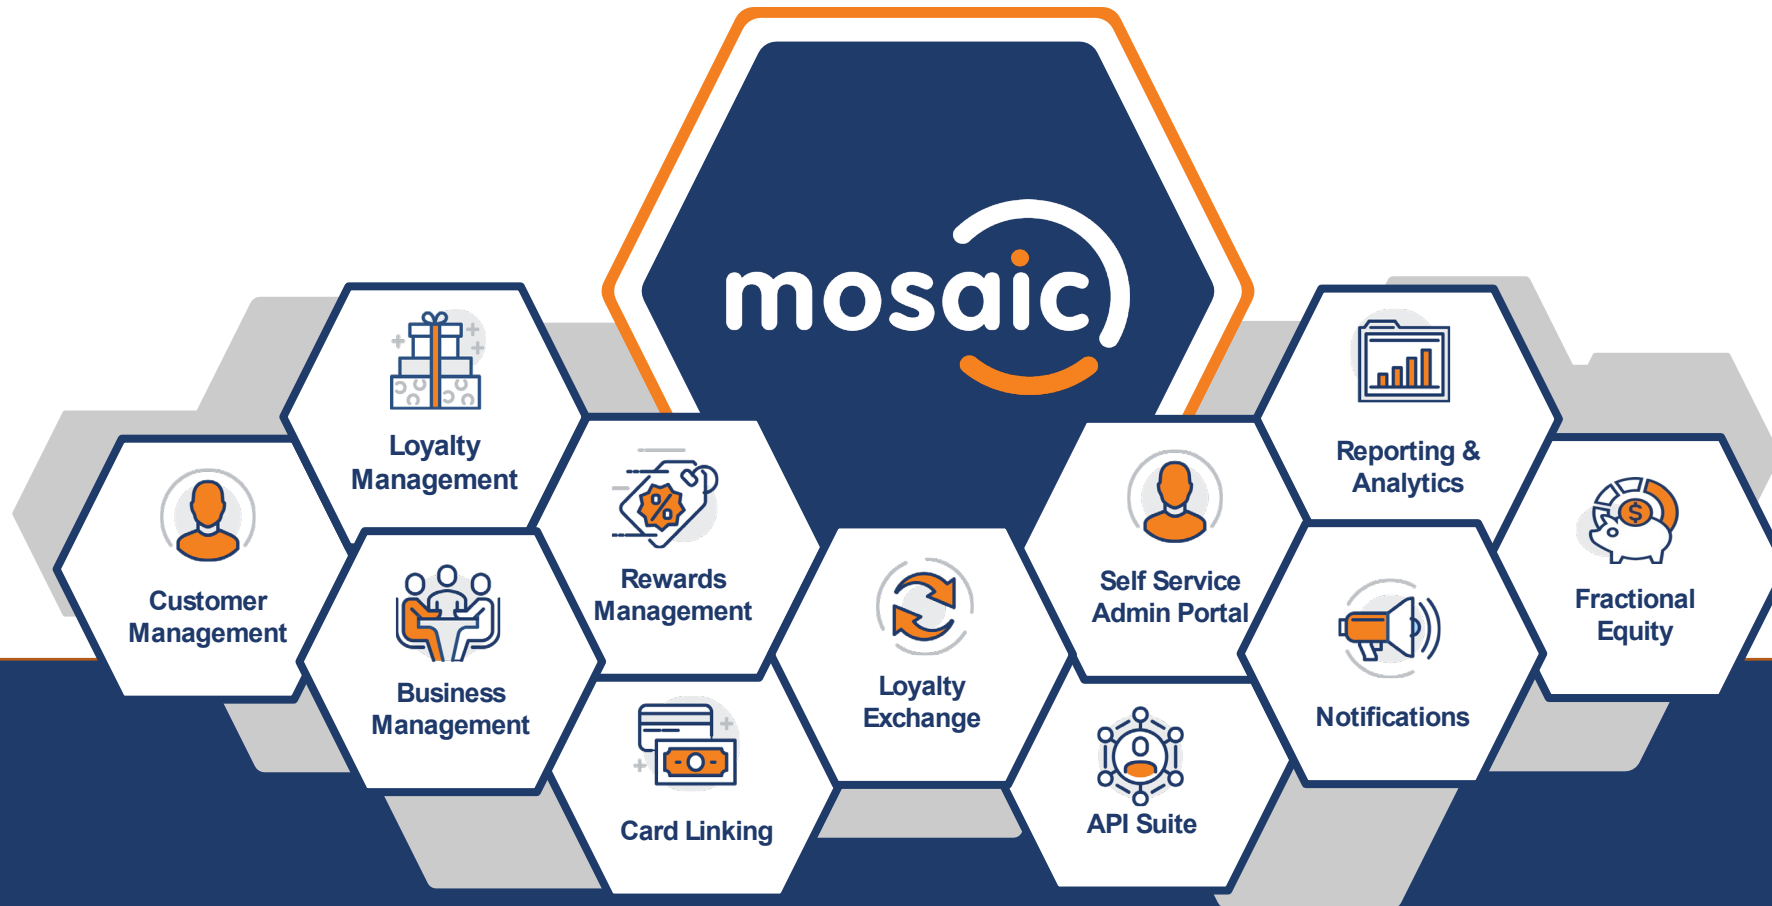 mosaic
Loyalty
Management
Reporting &
Analytics
Customer
Management
Rewards
Management
Self Service
Admin Portal
Fractional
Equity
Business
Management
Loyalty
Exchange
Notifications
Card Linking
API Suite
%
$